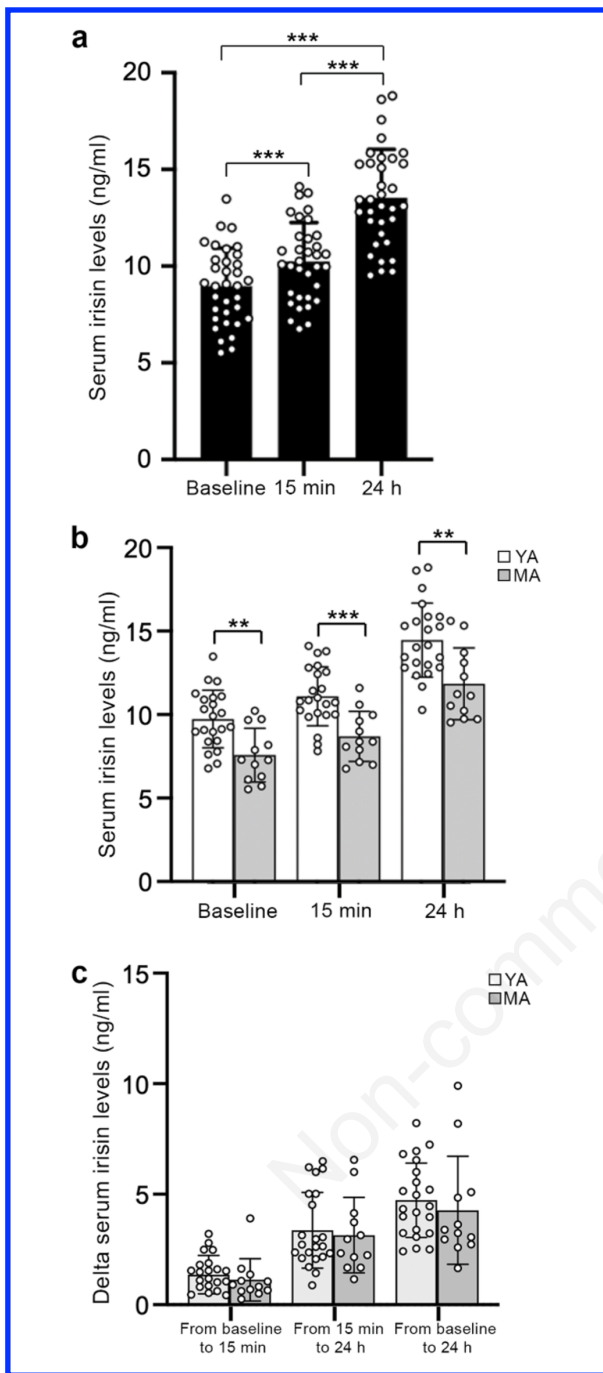 a
***
***
***
Serum irisin levels (ng/ml)
20
15
10
5
0
Baseline
15 min
24 h
b
**
***
**
YA
MA
Serum irisin levels (ng/ml)
20
15
10
5
0
Baseline
15 min
24 h
c
YA
MA
Delta serum irisin levels (ng/ml)
15
10
5
0
From baseline
to 15 min
From 15 min
to 24 h
From baseline
to 24 h
Non-comme